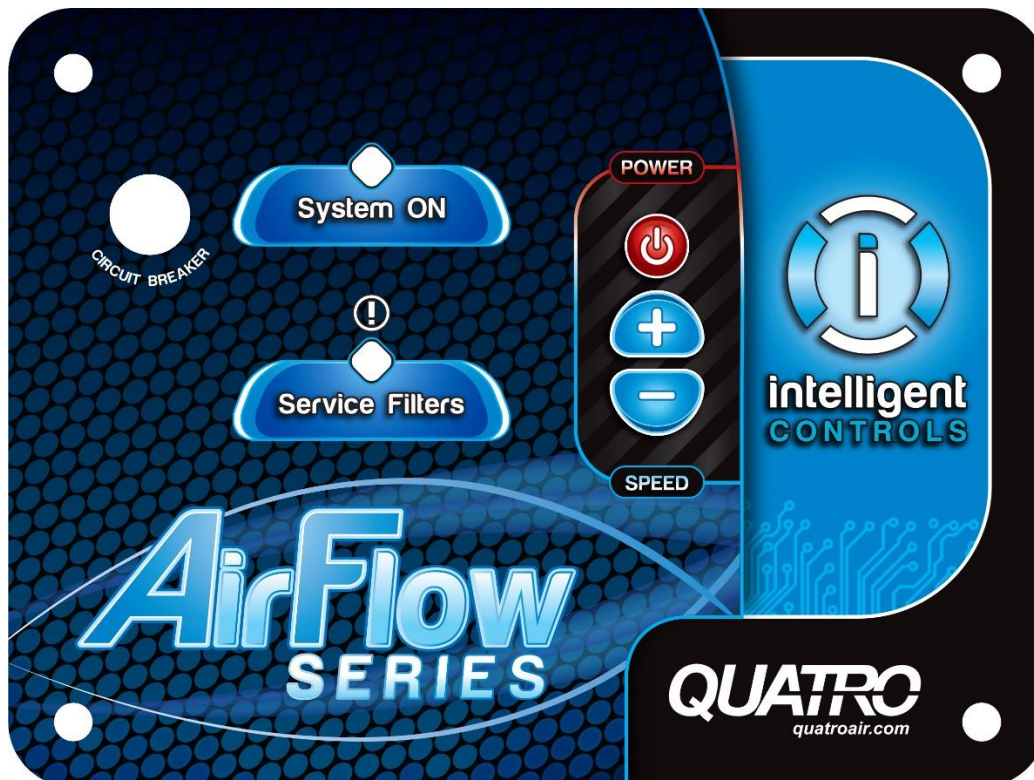 CIRCUIT BREAKER
System ON
!
Service Filters
POWER
+
−
SPEED
i
intelligent
CONTROLS
AirFlow
SERIES
QUATRO
quatroair.com